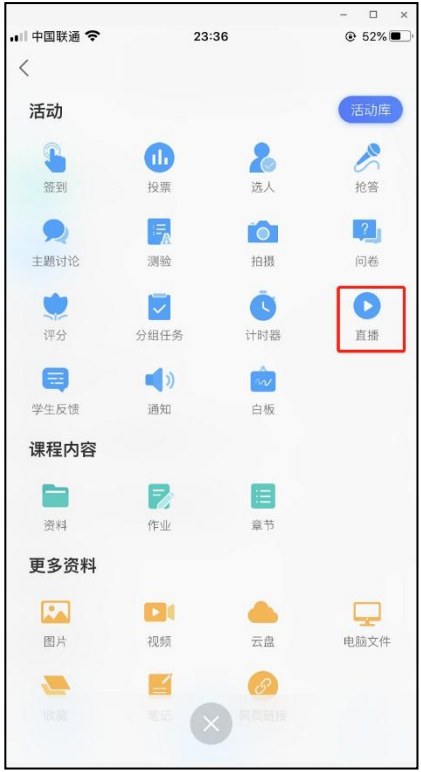 中国联通 23:36 52%
活动 活动库
签到 投票 选人 抢答
主题讨论 测验 拍摄 问卷
评分 分组任务 计时器 直播
学生反馈 通知 白板
课程内容
资料 作业 章节
更多资料
图片 视频 云盘 电脑文件
收藏 笔记 网页链接